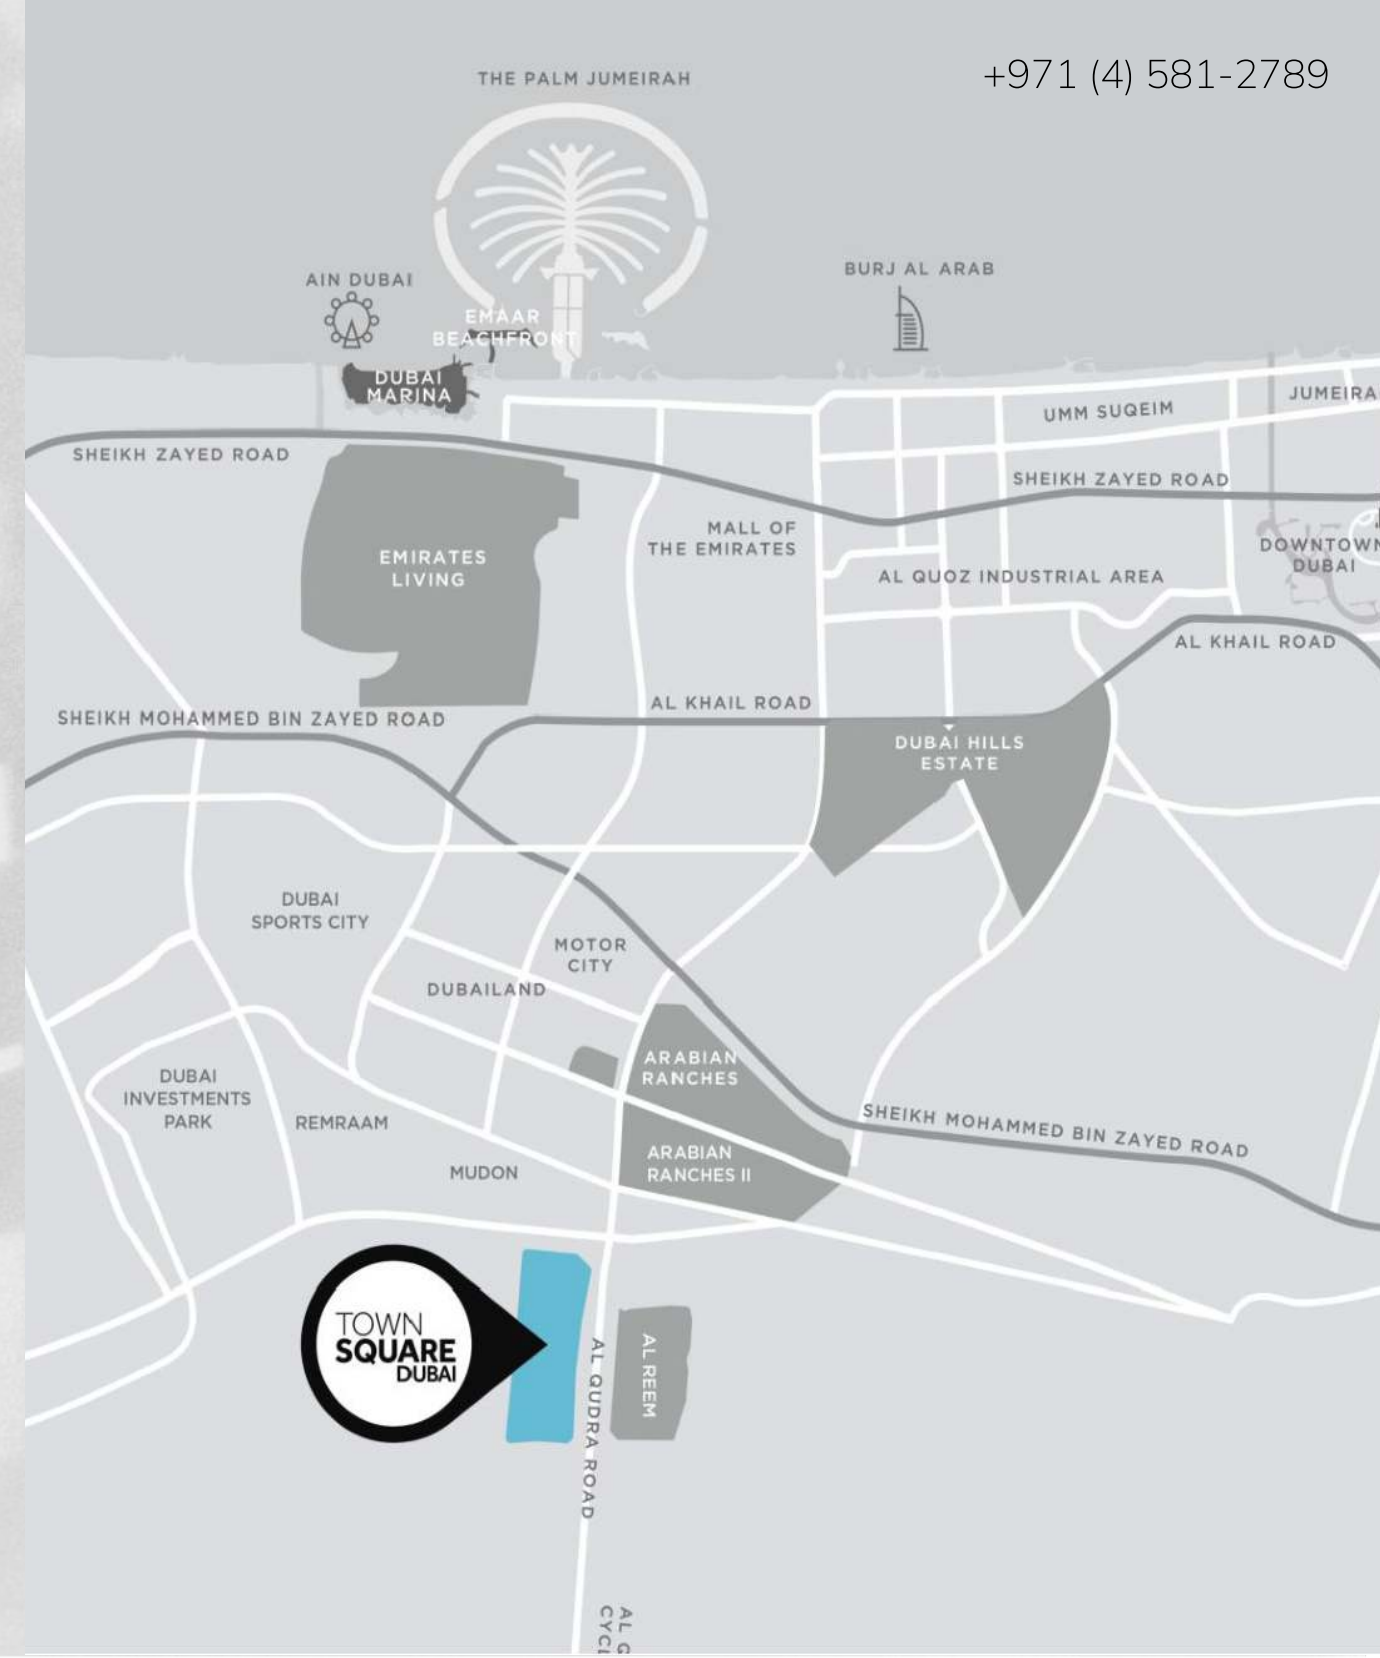 +971 (4) 581-2789
THE PALM JUMEIRAH
BURJ AL ARAB
AIN DUBAI
EMAAR
BEACHFRONT
DUBAI
MARINA
JUMEIRA
UMM SUQEIM
SHEIKH ZAYED ROAD
SHEIKH ZAYED ROAD
MALL OF
THE EMIRATES
DOWNTOWN
DUBAI
EMIRATES
LIVING
AL QUOZ INDUSTRIAL AREA
AL KHAIL ROAD
AL KHAIL ROAD
SHEIKH MOHAMMED BIN ZAYED ROAD
DUBAI HILLS
ESTATE
DUBAI
SPORTS CITY
MOTOR
CITY
DUBAILAND
ARABIAN
RANCHES
DUBAI
INVESTMENTS
PARK
REMRAAM
SHEIKH MOHAMMED BIN ZAYED ROAD
ARABIAN
RANCHES II
MUDON
TOWN
SQUARE
DUBAI
AL QUDRA ROAD
AL REEM
AL